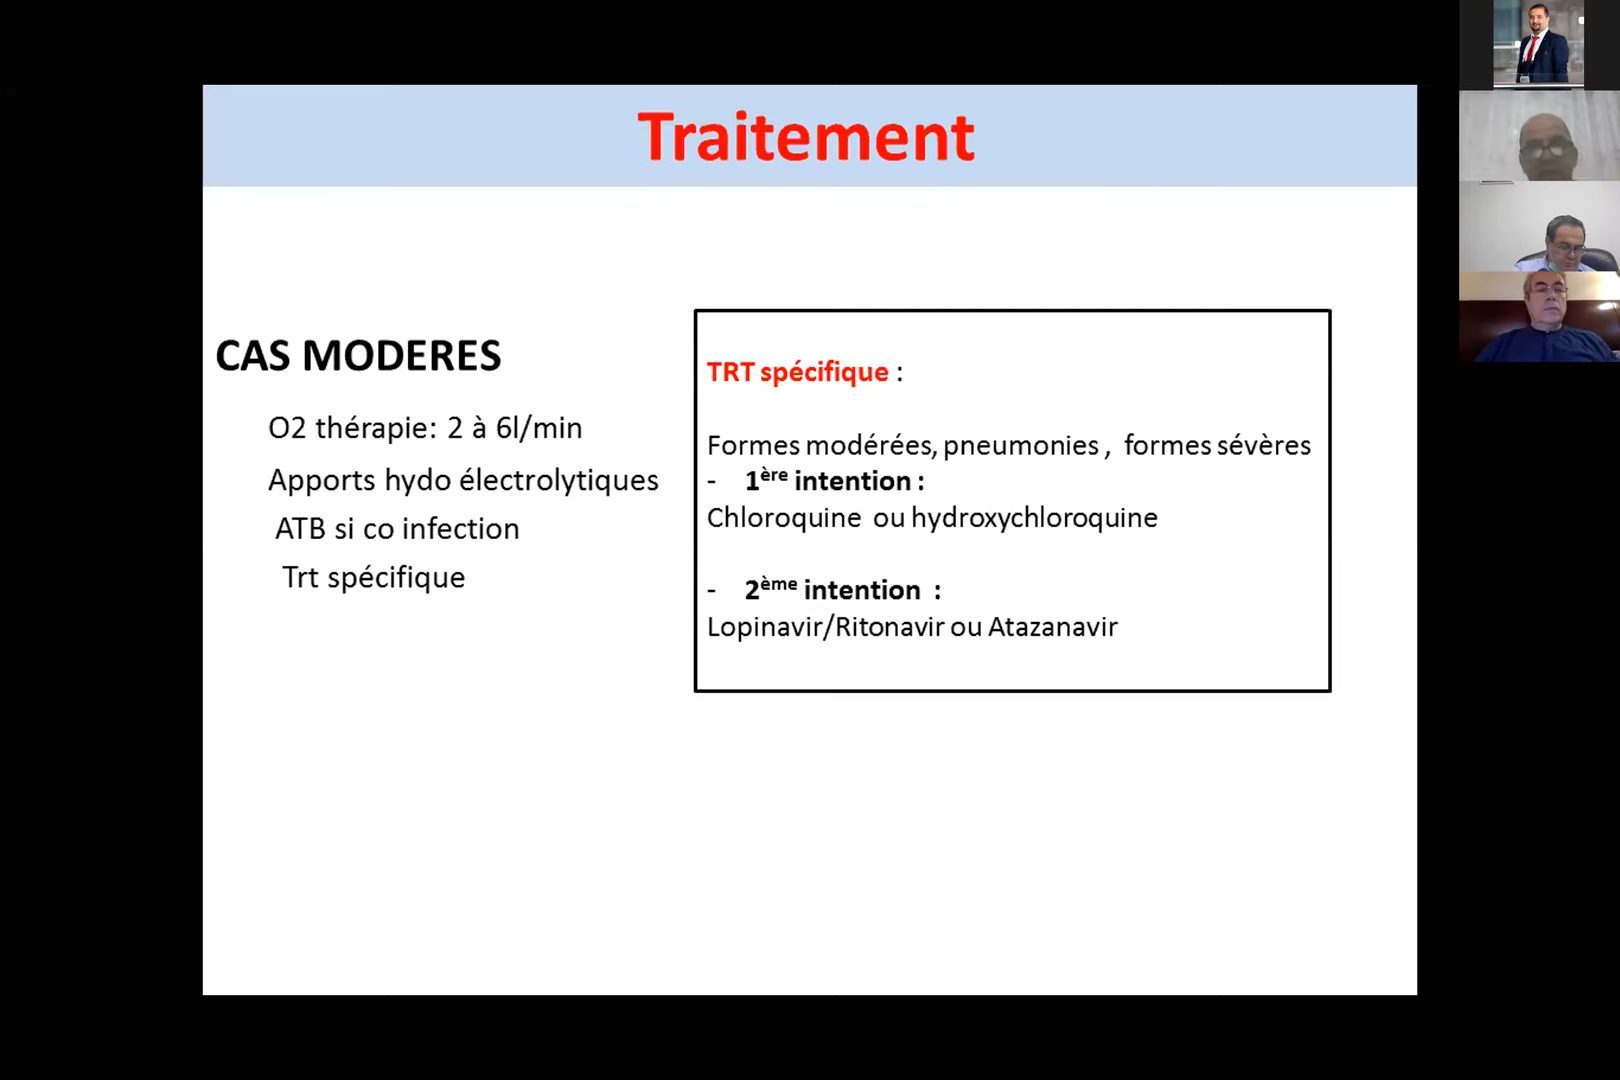 Traitement
CAS MODERES
O2 thérapie: 2 à 6l/min
Apports hydo électrolytiques
ATB si co infection
Trt spécifique
TRT spécifique :
Formes modérées, pneumonies , formes sévères
- 1ère intention :
Chloroquine ou hydroxychloroquine
- 2ème intention :
Lopinavir/Ritonavir ou Atazanavir